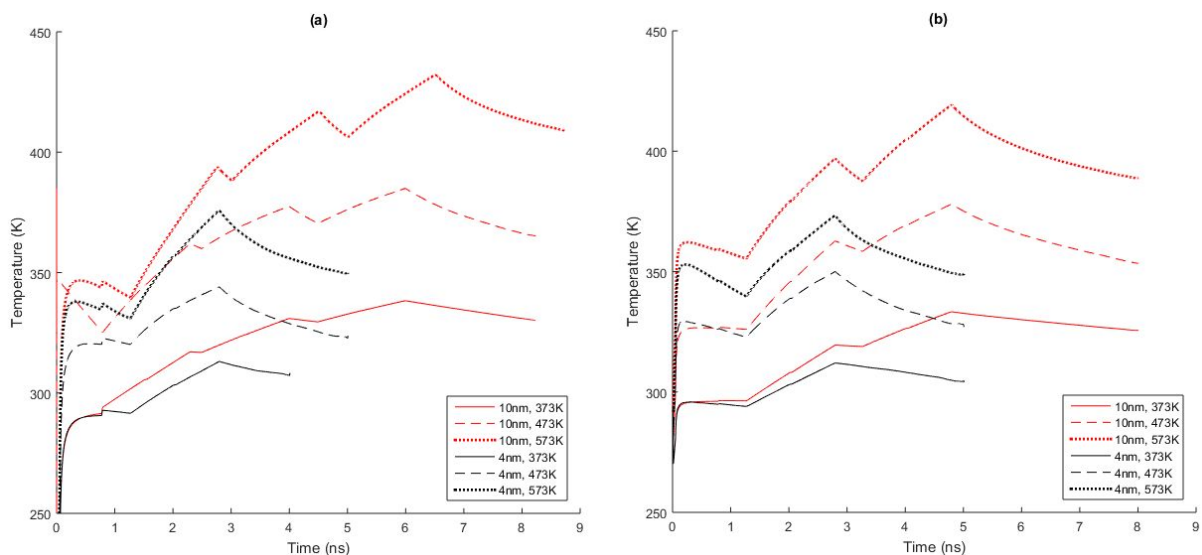 (a)
450
400
350
300
250
Temperature (K)
0 1 2 3 4 5 6 7 8 9
Time (ns)
10nm, 373K
10nm, 473K
10nm, 573K
4nm, 373K
4nm, 473K
4nm, 573K
(b)
450
400
350
300
250
Temperature (K)
0 1 2 3 4 5 6 7 8 9
Time (ns)
10nm, 373K
10nm, 473K
10nm, 573K
4nm, 373K
4nm, 473K
4nm, 573K